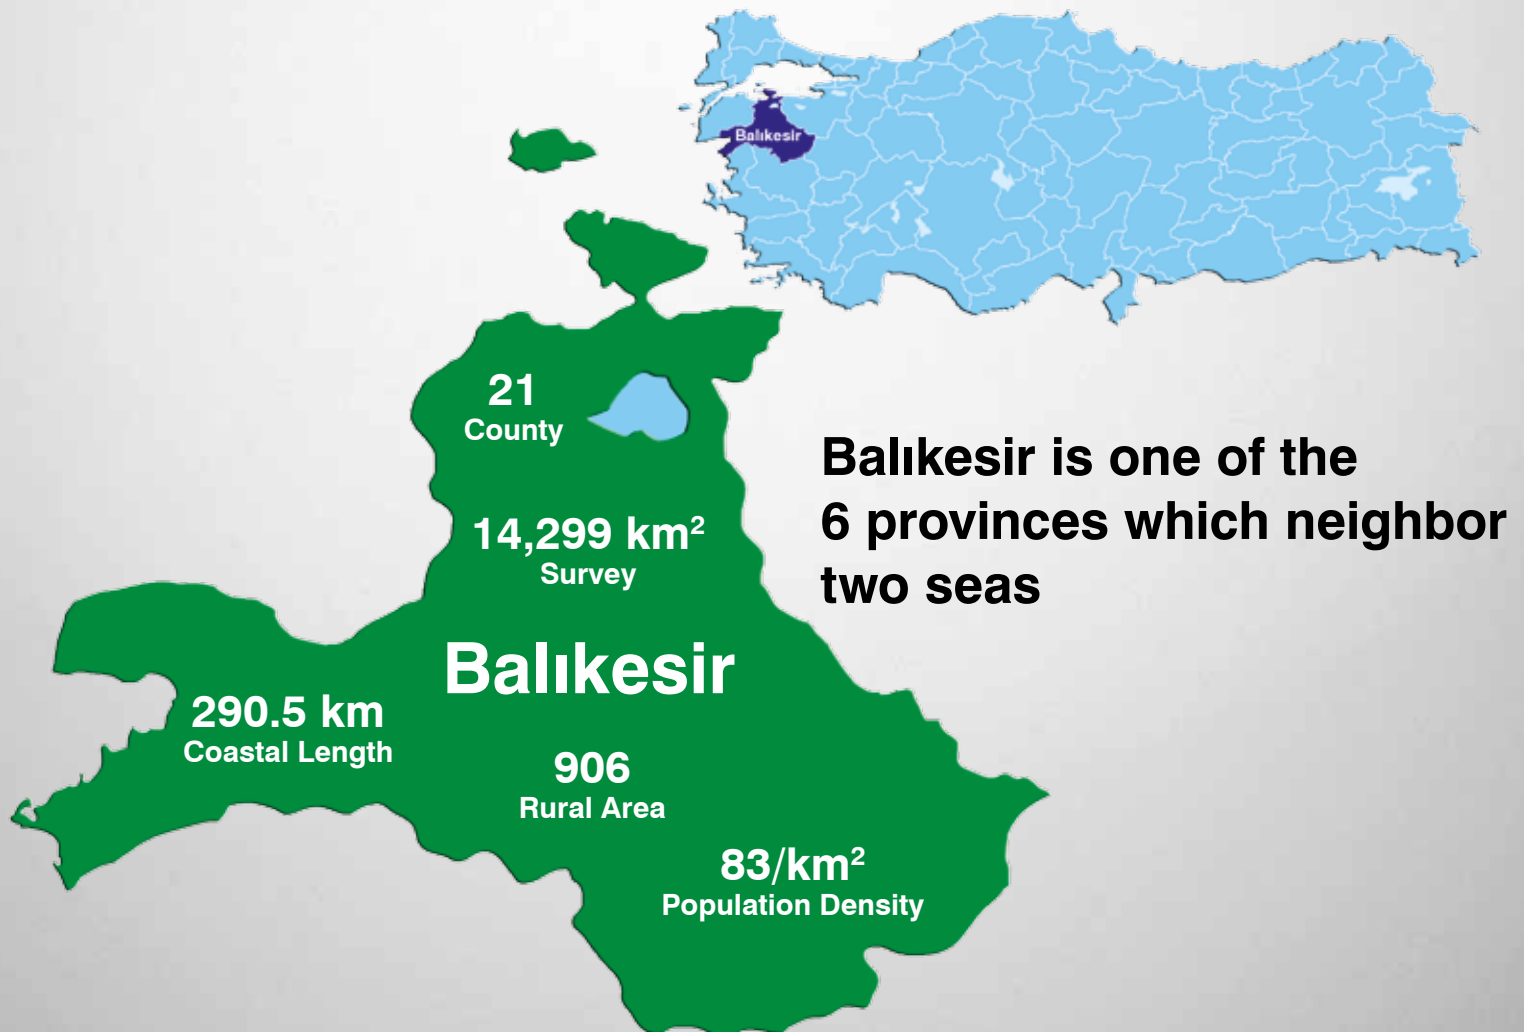 Balıkesir
21
County
14,299 km²
Survey
Balıkesir is one of the
6 provinces which neighbor
two seas
Balıkesir
290.5 km
Coastal Length
906
Rural Area
83/km²
Population Density